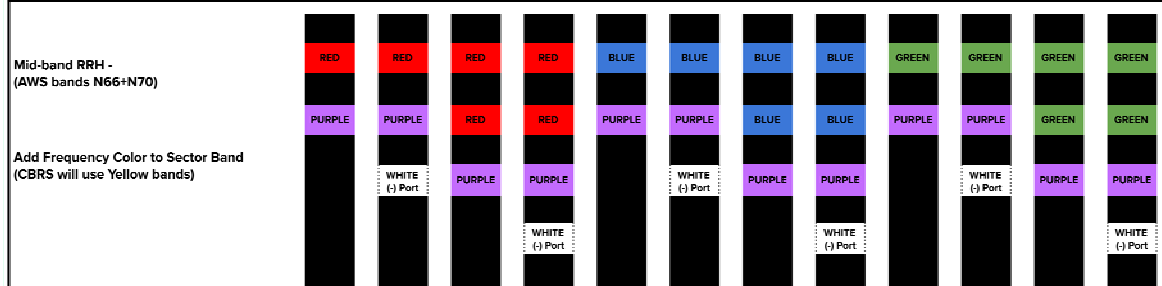 Mid-band RRH -
(AWS bands N66+N70)
RED RED RED RED BLUE BLUE BLUE BLUE GREEN GREEN GREEN GREEN
PURPLE PURPLE RED RED PURPLE PURPLE BLUE BLUE PURPLE PURPLE GREEN GREEN
Add Frequency Color to Sector Band
(CBRS will use Yellow bands)
WHITE
(-) Port
PURPLE PURPLE
WHITE
(-) Port
PURPLE PURPLE
WHITE
(-) Port
PURPLE PURPLE
WHITE
(-) Port
WHITE
(-) Port
WHITE
(-) Port